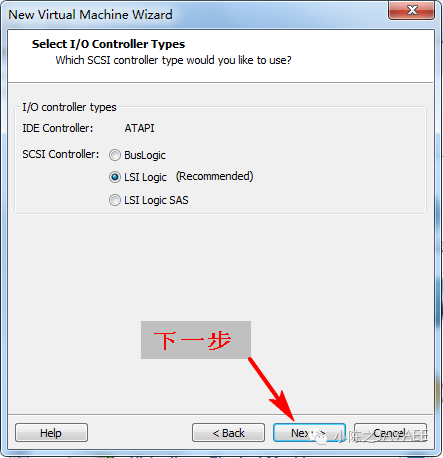 New Virtual Machine Wizard
Select I/O Controller Types
Which SCSI controller type would you like to use?
I/O controller types
IDE Controller: ATAPI
SCSI Controller: BusLogic
LSI Logic (Recommended)
LSI Logic SAS
下一步
Help < Back Next > Cancel
小陈之JAVAEE